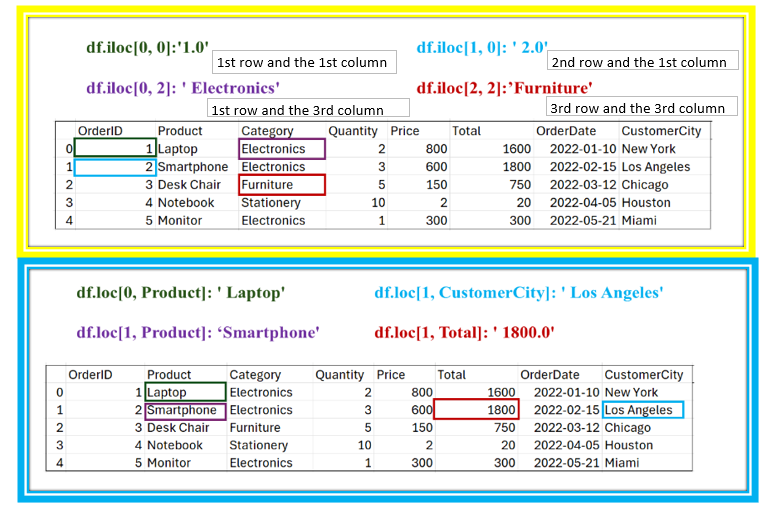 df.iloc[0, 0]:'1.0'
df.iloc[1, 0]: ' 2.0'
1st row and the 1st column
2nd row and the 1st column
df.iloc[0, 2]: ' Electronics'
df.iloc[2, 2]:’Furniture'
1st row and the 3rd column
3rd row and the 3rd column
OrderID Product Category Quantity Price Total OrderDate CustomerCity
0 1 Laptop Electronics 2 800 1600 2022-01-10 New York
1 2 Smartphone Electronics 3 600 1800 2022-02-15 Los Angeles
2 3 Desk Chair Furniture 5 150 750 2022-03-12 Chicago
3 4 Notebook Stationery 10 2 20 2022-04-05 Houston
4 5 Monitor Electronics 1 300 300 2022-05-21 Miami
df.loc[0, Product]: ' Laptop'
df.loc[1, CustomerCity]: ' Los Angeles'
df.loc[1, Product]: ‘Smartphone'
df.loc[1, Total]: ' 1800.0'
OrderID Product Category Quantity Price Total OrderDate CustomerCity
0 1 Laptop Electronics 2 800 1600 2022-01-10 New York
1 2 Smartphone Electronics 3 600 1800 2022-02-15 Los Angeles
2 3 Desk Chair Furniture 5 150 750 2022-03-12 Chicago
3 4 Notebook Stationery 10 2 20 2022-04-05 Houston
4 5 Monitor Electronics 1 300 300 2022-05-21 Miami